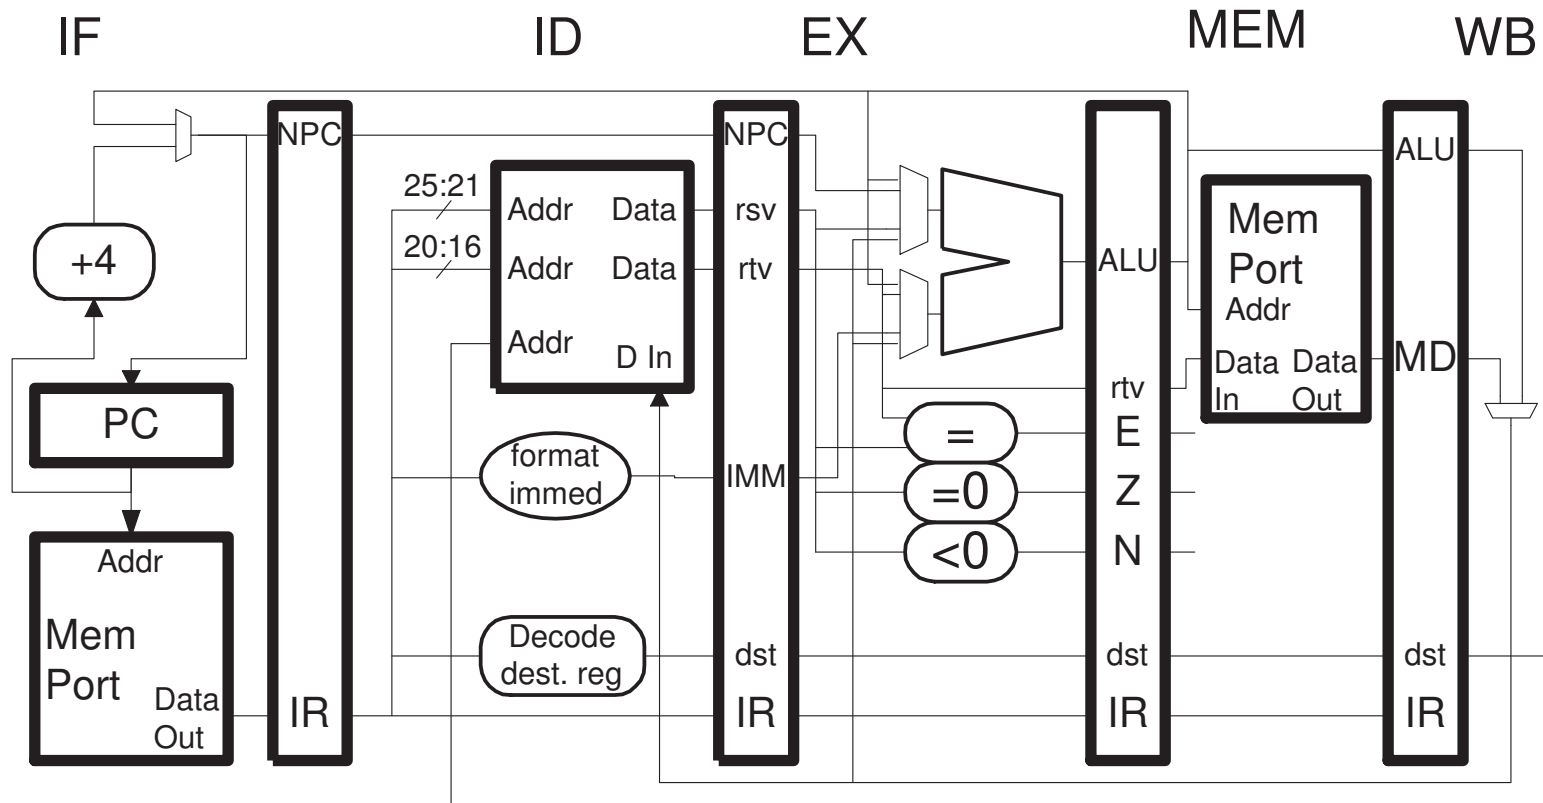 IF
ID
EX
MEM
WB
+4
PC
Addr
Mem
Port
Data
Out
NPC
IR
25:21
20:16
Addr Data
Addr Data
Addr
D In
format
immed
Decode
dest. reg
NPC
rsv
rtv
IMM
dst
IR
=
=0
<0
ALU
rtv
E
Z
N
dst
IR
Mem
Port
Addr
Data Data
In Out
ALU
MD
dst
IR